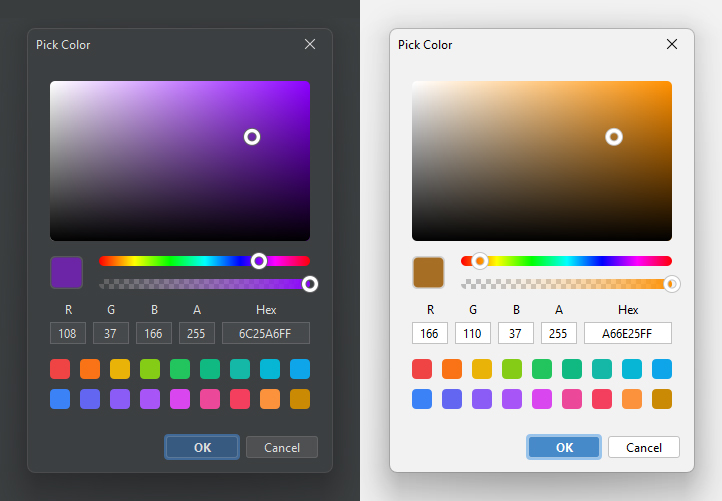 Pick Color
R G B A Hex
108 37 166 255 6C25A6FF
OK Cancel
Pick Color
R G B A Hex
166 110 37 255 A66E25FF
OK Cancel